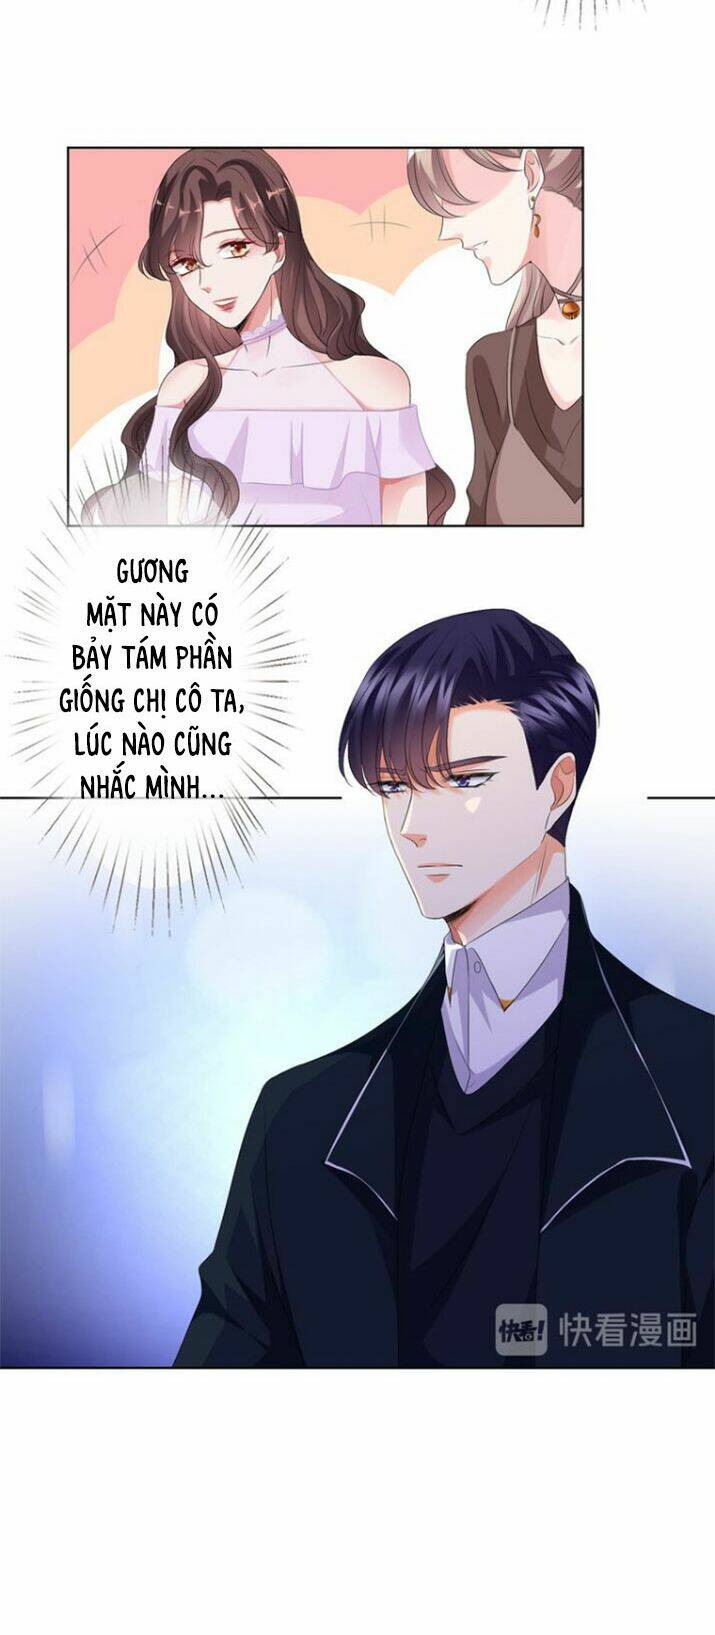 GƯƠNG
MẶT NÀY CÓ
BẢY TÁM PHẦN
GIỐNG CHỊ CÔ TA,
LÚC NÀO CŨNG
NHẮC MÌNH...
快看! 快看漫画